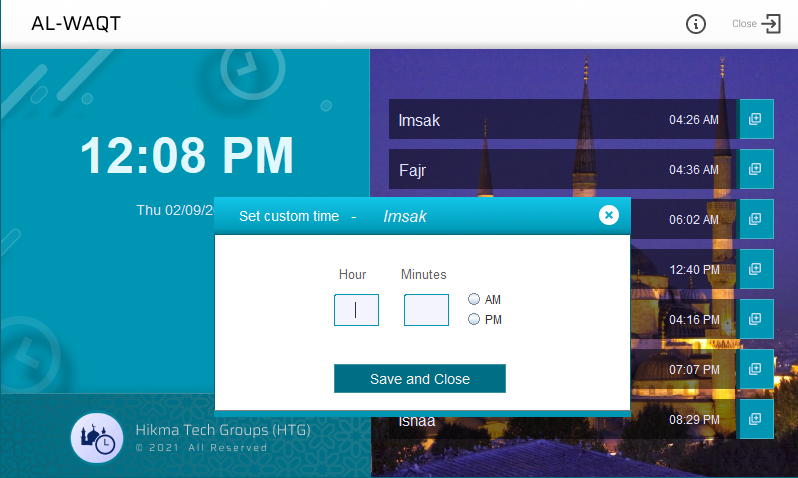 AL-WAQT
Close
12:08 PM
Thu 02/09/2
Imsak 04:26 AM
Fajr 04:36 AM
06:02 AM
12:40 PM
04:16 PM
07:07 PM
Ishaa 08:29 PM
Set custom time - Imsak
Hour Minutes
AM
PM
Save and Close
Hikma Tech Groups (HTG)
© 2021 All Reserved